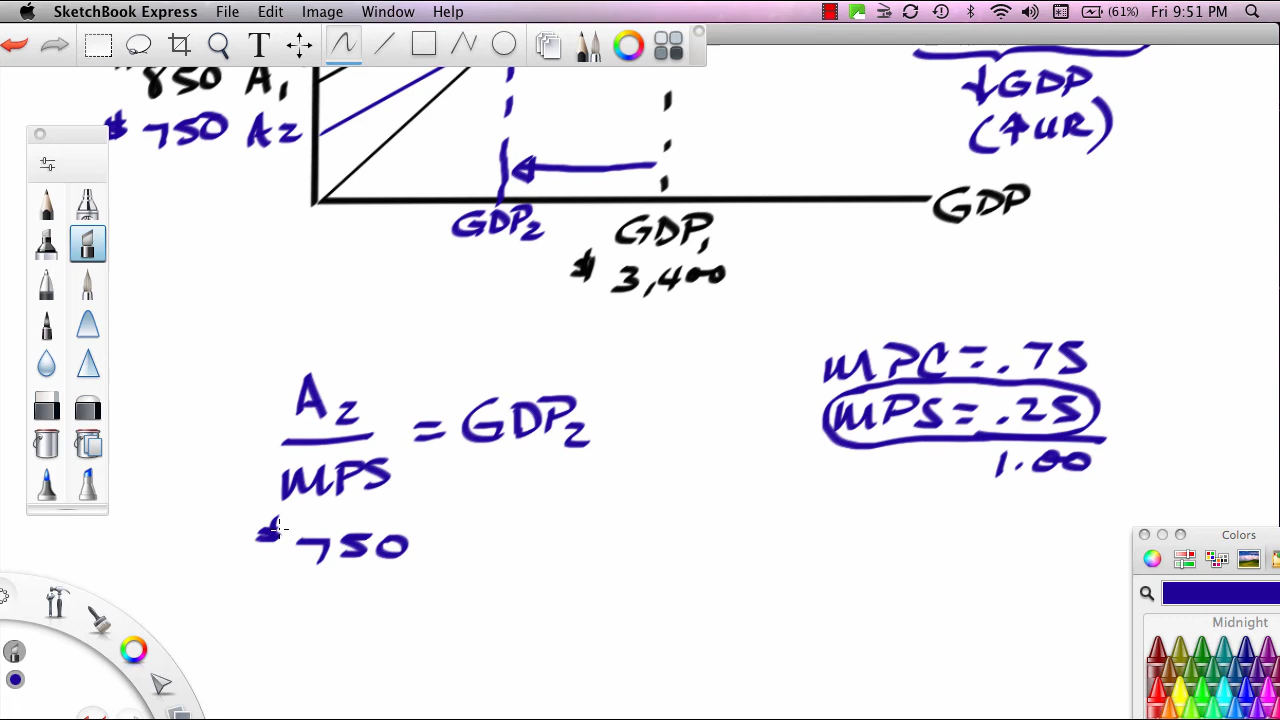 SketchBook Express File Edit Image Window Help (61%) Fri 9:51 PM
T
$850 A1
$ 750 A2
↓GDP
(↑UR)
GDP
GDP2
GDP1
$ 3,400
MPC = .75
MPS = .25
1.00
A2
= GDP2
MPS
$ 750
Colors
Midnight